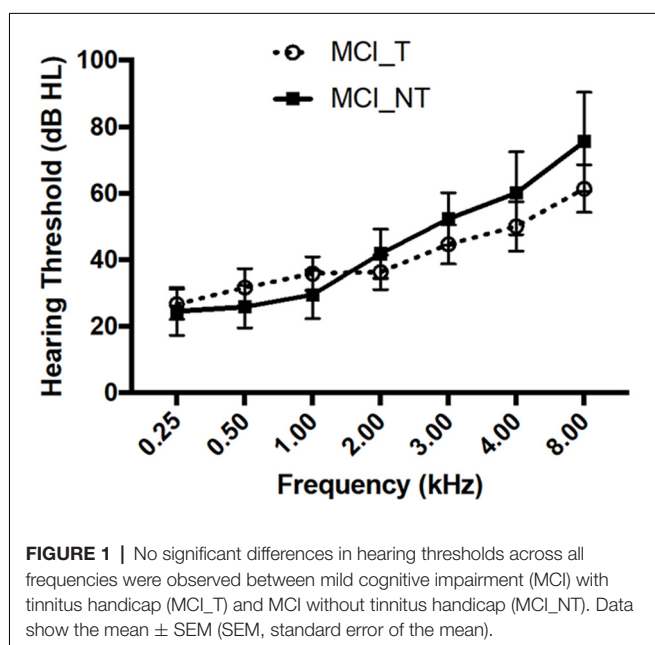 MCI_T
MCI_NT
Hearing Threshold (dB HL)
100
80
60
40
20
0
0.25
0.50
1.00
2.00
3.00
4.00
8.00
Frequency (kHz)
FIGURE 1 | No significant differences in hearing thresholds across all
frequencies were observed between mild cognitive impairment (MCI) with
tinnitus handicap (MCI_T) and MCI without tinnitus handicap (MCI_NT). Data
show the mean ± SEM (SEM, standard error of the mean).